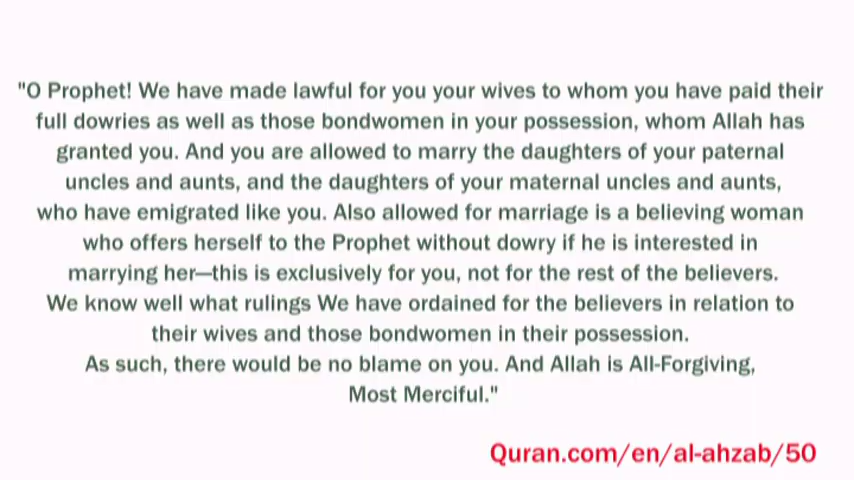 "O Prophet! We have made lawful for you your wives to whom you have paid their
full dowries as well as those bondwomen in your possession, whom Allah has
granted you. And you are allowed to marry the daughters of your paternal
uncles and aunts, and the daughters of your maternal uncles and aunts,
who have emigrated like you. Also allowed for marriage is a believing woman
who offers herself to the Prophet without dowry if he is interested in
marrying her—this is exclusively for you, not for the rest of the believers.
We know well what rulings We have ordained for the believers in relation to
their wives and those bondwomen in their possession.
As such, there would be no blame on you. And Allah is All-Forgiving,
Most Merciful."
Quran.com/en/al-ahzab/50